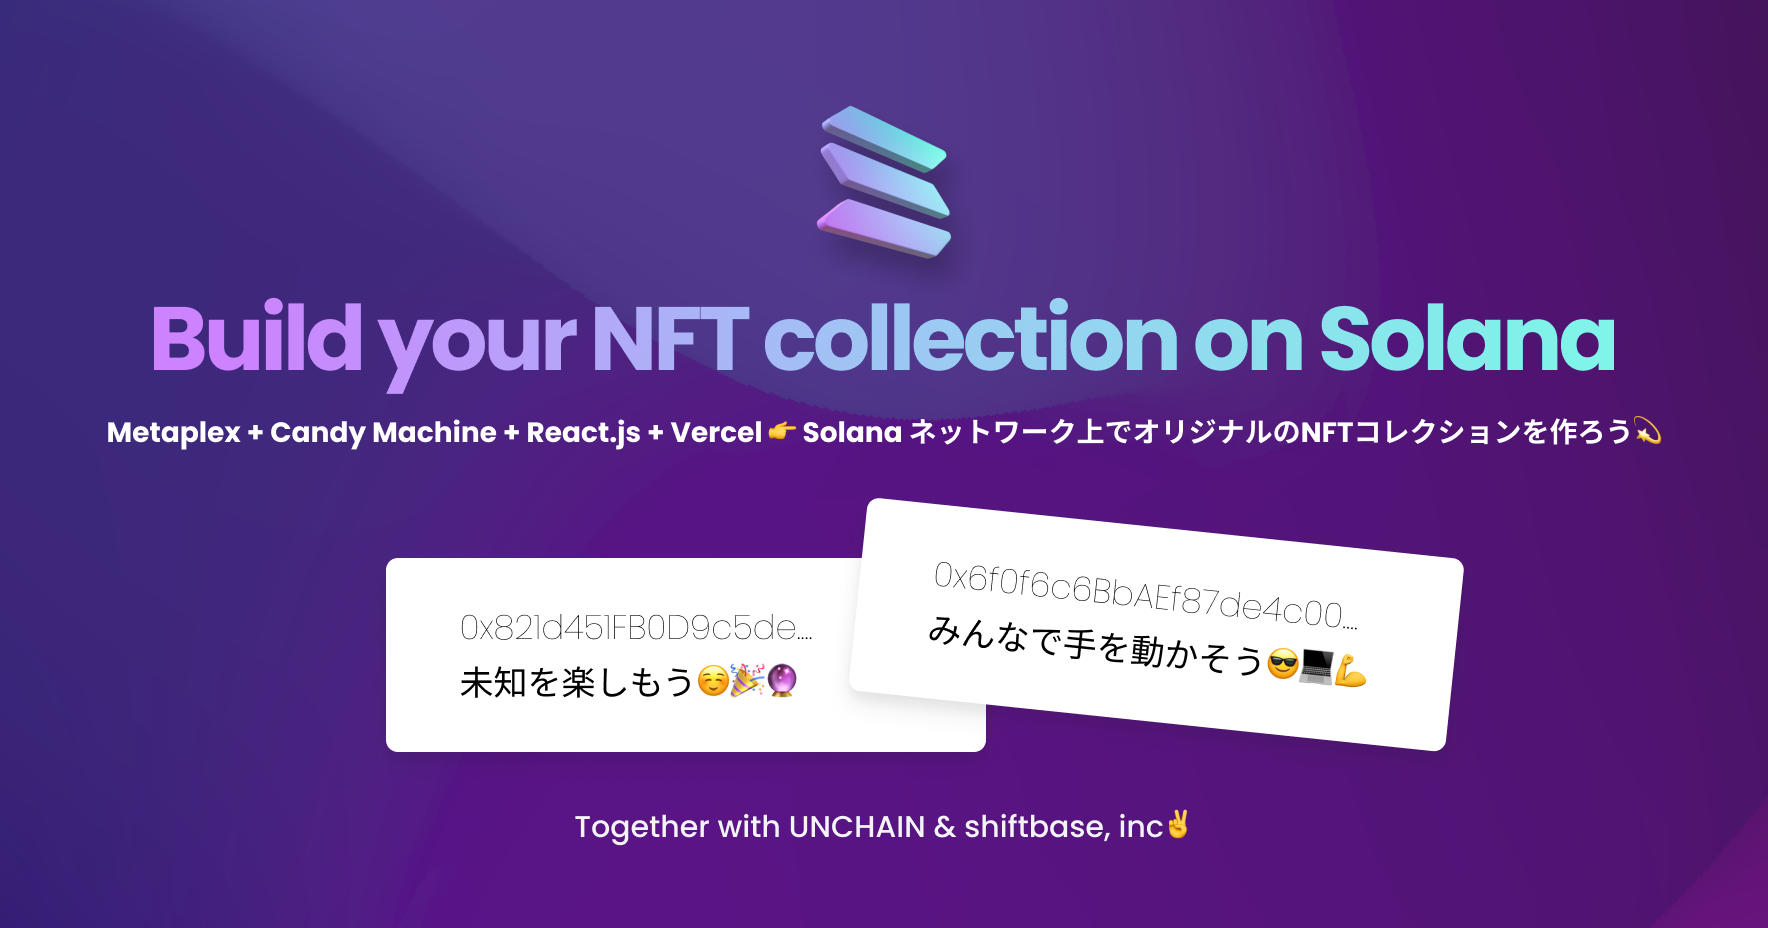 Build your NFT collection on Solana
Metaplex + Candy Machine + React.js + Vercel 👉 Solana ネットワーク上でオリジナルのNFTコレクションを作ろう💫
0x821d451FB0D9c5de....
未知を楽しもう☺️🎉🔮
0x6f0f6c6BbAEf87de4c00....
みんなで手を動かそう😎💻💪
Together with UNCHAIN & shiftbase, inc✌️